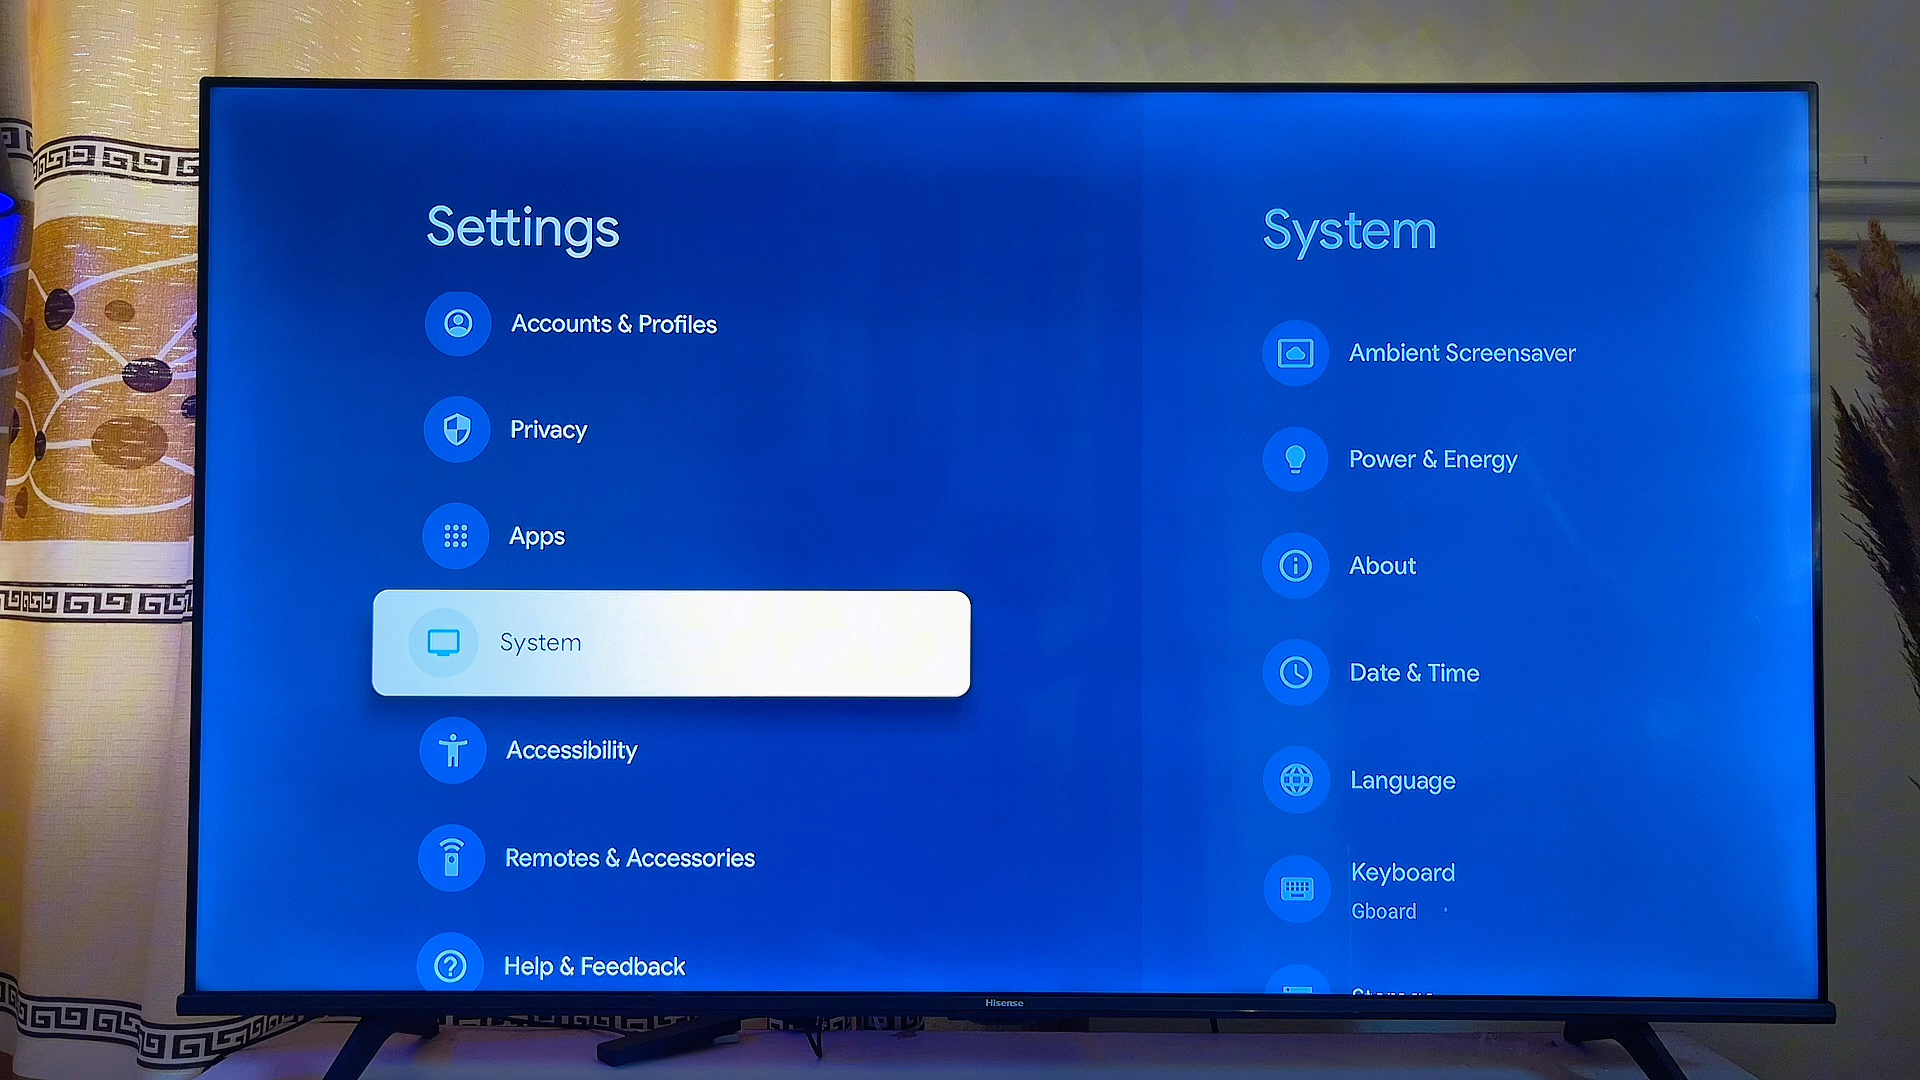 Settings
Accounts & Profiles
Privacy
Apps
System
Accessibility
Remotes & Accessories
Help & Feedback
System
Ambient Screensaver
Power & Energy
About
Date & Time
Language
Keyboard
Gboard
Hisense